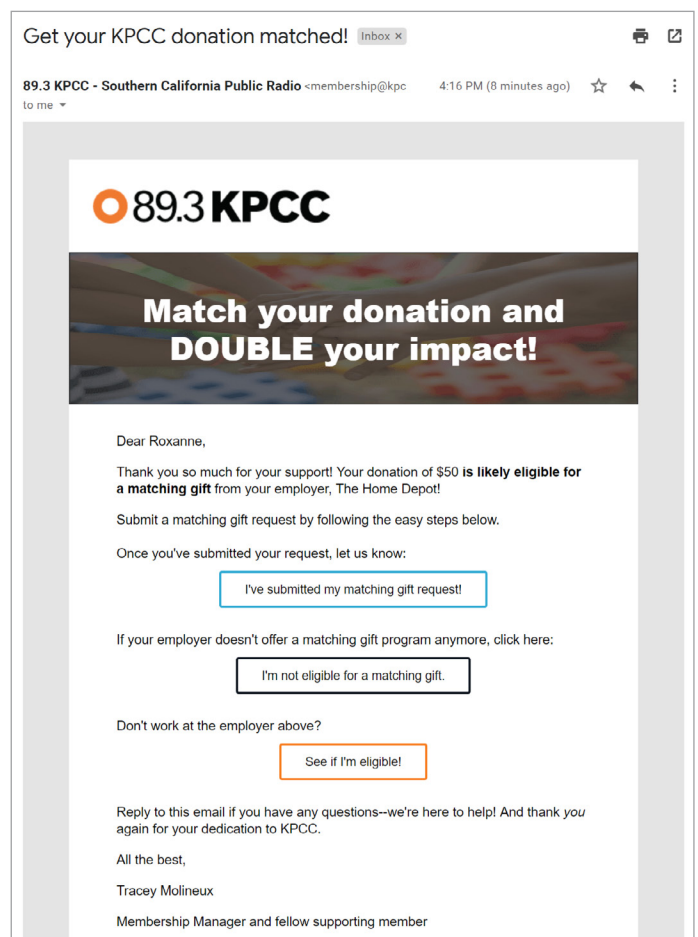 Get your KPCC donation matched! Inbox ×
89.3 KPCC - Southern California Public Radio <membership@kpc 4:16 PM (8 minutes ago)
to me
89.3 KPCC
Match your donation and
DOUBLE your impact!
Dear Roxanne,
Thank you so much for your support! Your donation of $50 is likely eligible for
a matching gift from your employer, The Home Depot!
Submit a matching gift request by following the easy steps below.
Once you've submitted your request, let us know:
I've submitted my matching gift request!
If your employer doesn't offer a matching gift program anymore, click here:
I'm not eligible for a matching gift.
Don't work at the employer above?
See if I'm eligible!
Reply to this email if you have any questions--we're here to help! And thank you
again for your dedication to KPCC.
All the best,
Tracey Molineux
Membership Manager and fellow supporting member